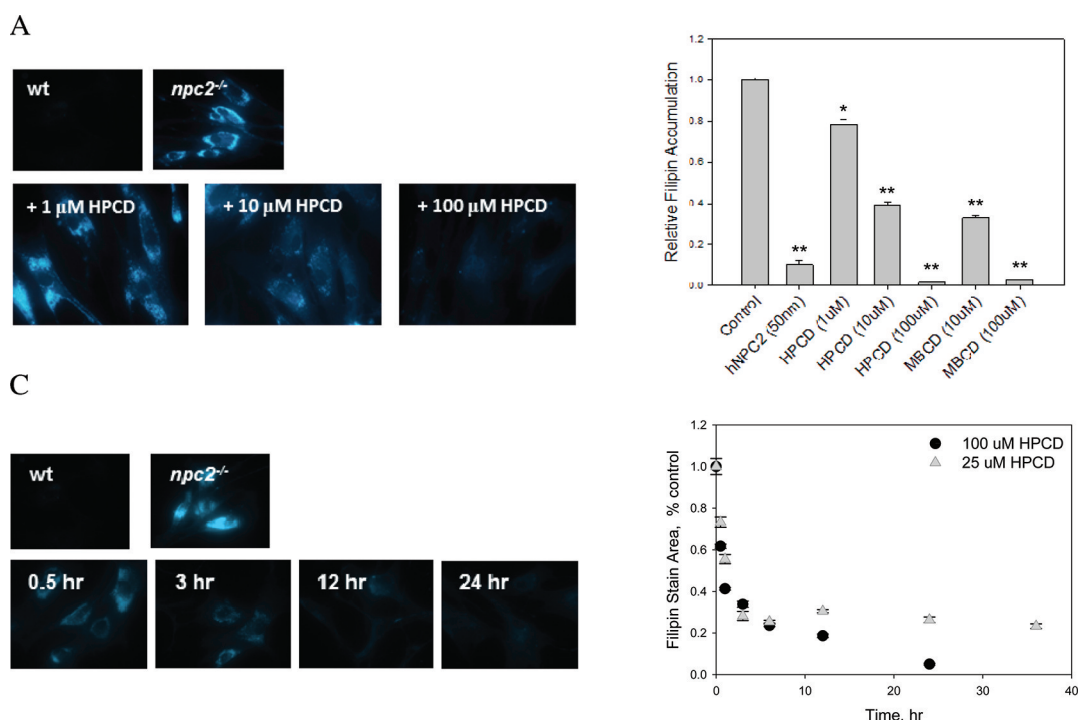 A
wt
npc2-/-
+ 1 μM HPCD
+ 10 μM HPCD
+ 100 μM HPCD
1.2
1.0
0.8
0.6
0.4
0.2
0.0
Relative Filipin Accumulation
*
**
**
**
**
**
Control
hNPC2 (50nm)
HPCD (1uM)
HPCD (10uM)
HPCD (100uM)
MBCD (10uM)
MBCD (100uM)
C
wt
npc2-/-
0.5 hr
3 hr
12 hr
24 hr
1.2
1.0
0.8
0.6
0.4
0.2
0.0
Filipin Stain Area, % control
100 uM HPCD
25 uM HPCD
0 10 20 30 40
Time, hr